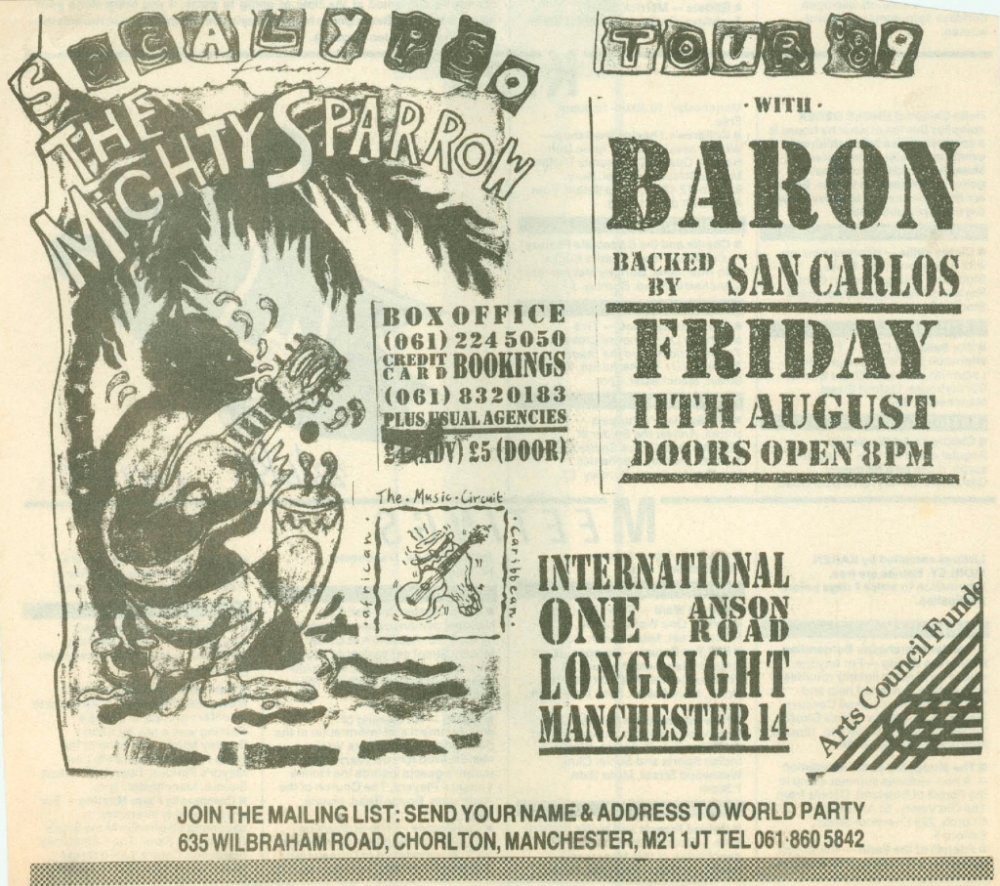 SOCALYPSO
featuring
THE
MIGHTY SPARROW
TOUR '89
·WITH·
BARON
BACKED BY SAN CARLOS
FRIDAY
11TH AUGUST
DOORS OPEN 8PM
BOX OFFICE
(061) 224 5050
CREDIT CARD BOOKINGS
(061) 8320183
PLUS USUAL AGENCIES
£4 (ADV) £5 (DOOR)
The · Music · Circuit
african ·
· Caribbean ·
INTERNATIONAL
ONE ANSON ROAD
LONGSIGHT
MANCHESTER 14
Arts Council Funded
JOIN THE MAILING LIST: SEND YOUR NAME & ADDRESS TO WORLD PARTY
635 WILBRAHAM ROAD, CHORLTON, MANCHESTER, M21 1JT TEL 061·860 5842